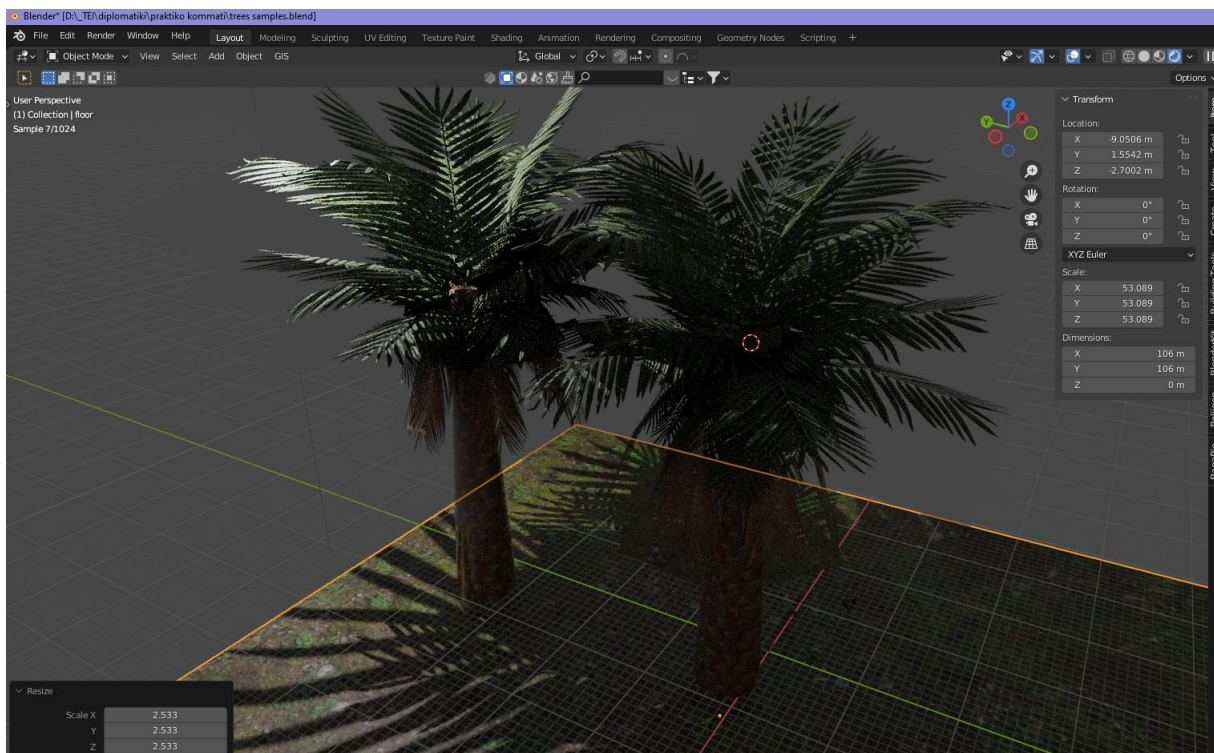 Blender* [D:\_TEI\diplomatiki\praktiko kommati\trees samples.blend]
File Edit Render Window Help Layout Modeling Sculpting UV Editing Texture Paint Shading Animation Rendering Compositing Geometry Nodes Scripting +
Object Mode View Select Add Object GIS Global
Options
User Perspective
(1) Collection | floor
Sample 7/1024
Z
Y
X
Transform
Location:
X -9.0506 m
Y 1.5542 m
Z -2.7002 m
Rotation:
X 0°
Y 0°
Z 0°
XYZ Euler
Scale:
X 53.089
Y 53.089
Z 53.089
Dimensions:
X 106 m
Y 106 m
Z 0 m
Resize
Scale X 2.533
Y 2.533
Z 2.533